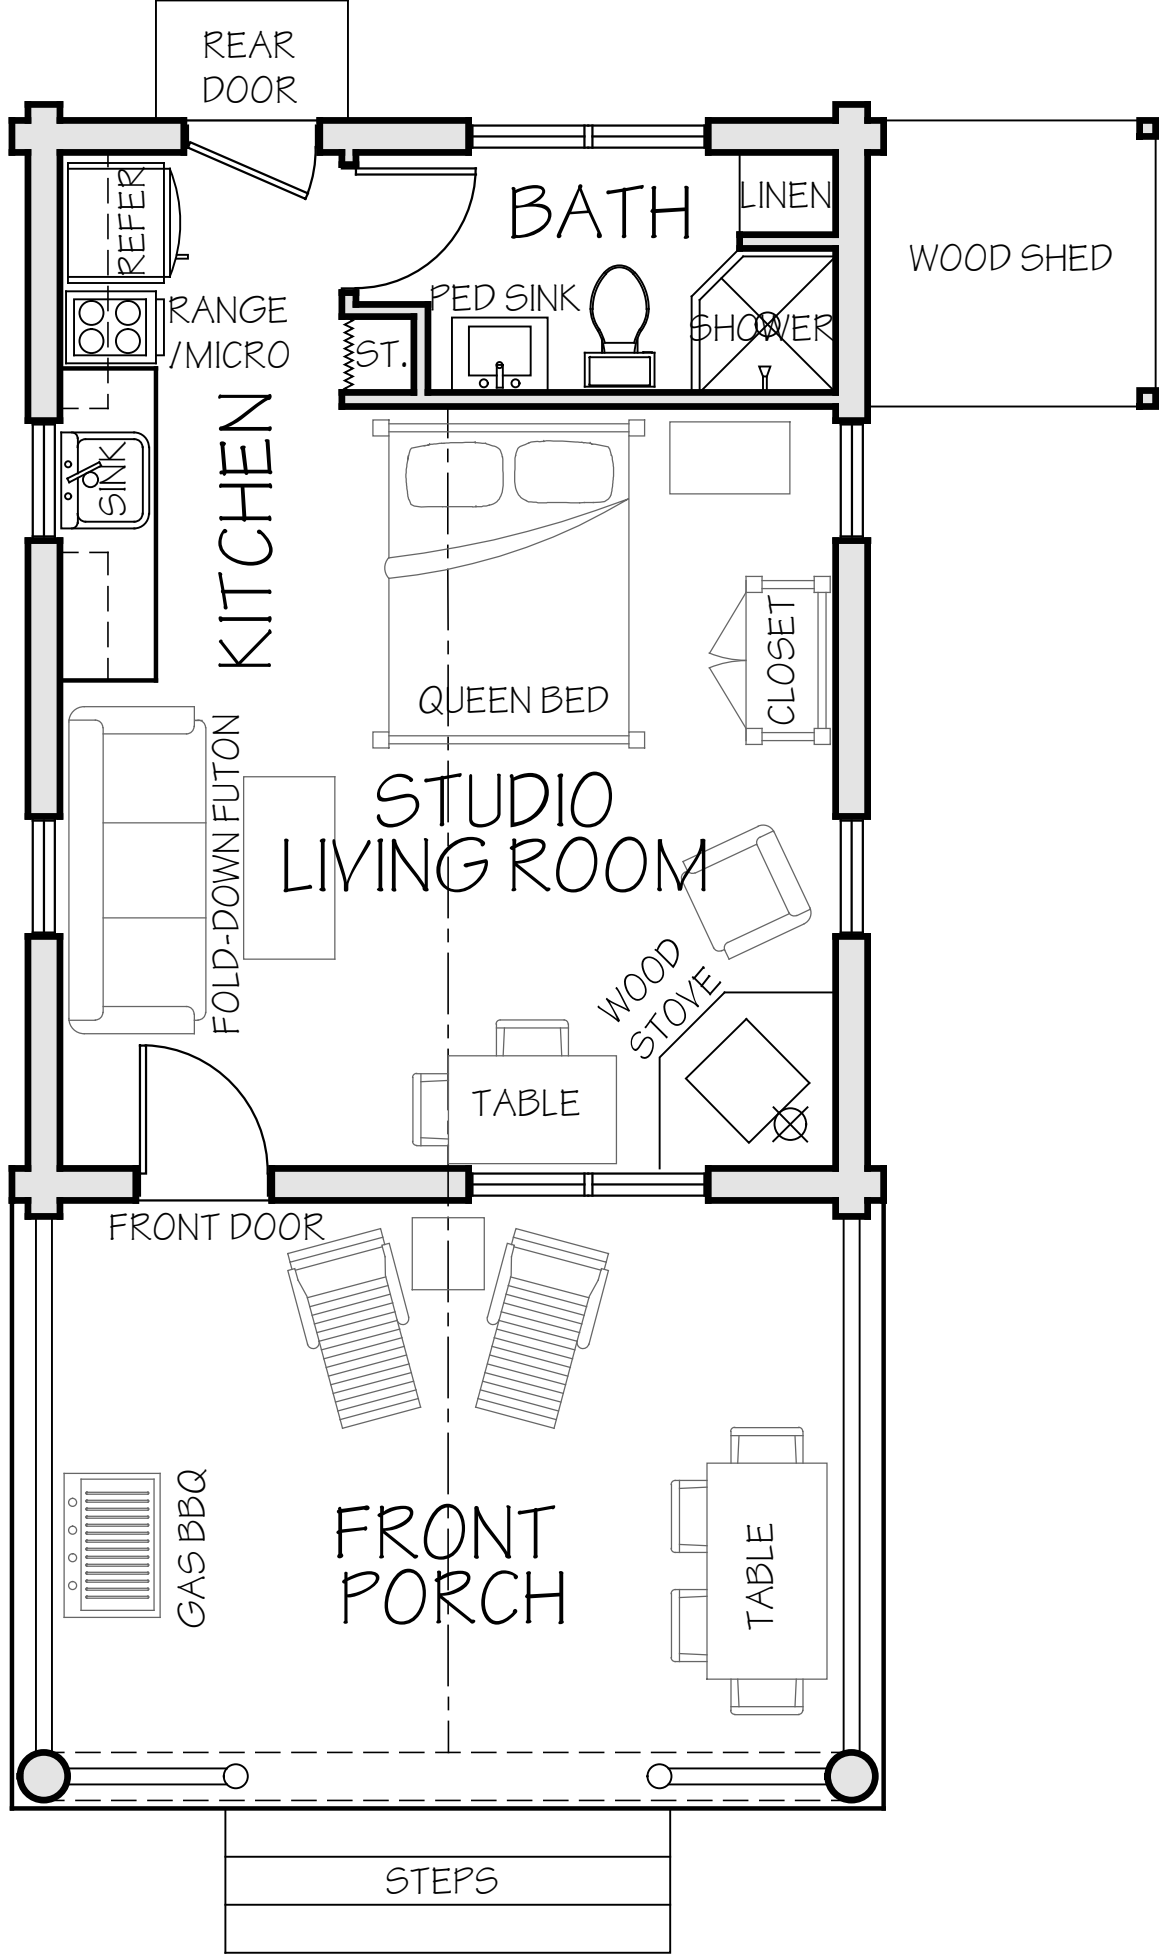 REAR
DOOR
REFER
BATH
LINEN
WOOD SHED
RANGE
/MICRO
PED SINK
SHOWER
ST.
KITCHEN
SINK
CLOSET
QUEEN BED
FOLD-DOWN FUTON
STUDIO
LIVING ROOM
WOOD
STOVE
TABLE
FRONT DOOR
GAS BBQ
FRONT
PORCH
TABLE
STEPS